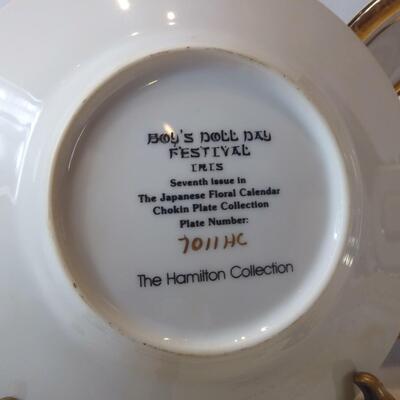 BOY'S DOLL DAY
FESTIVAL
IRIS
Seventh issue in
The Japanese Floral Calendar
Chokin Plate Collection
Plate Number:
7011HC
The Hamilton Collection